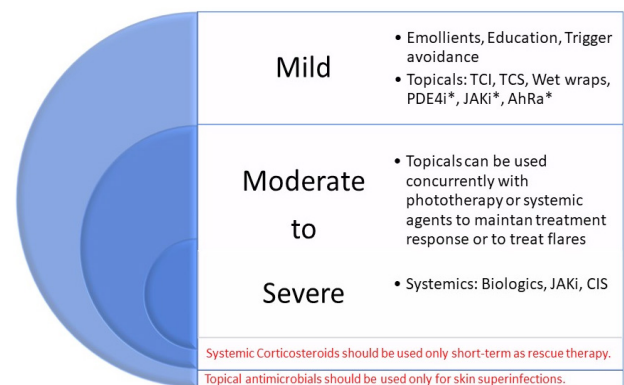 Mild
• Emollients, Education, Trigger
avoidance
• Topicals: TCI, TCS, Wet wraps,
PDE4i*, JAKi*, AhRa*
Moderate
to
Severe
• Topicals can be used
concurrently with
phototherapy or systemic
agents to maintan treatment
response or to treat flares
• Systemics: Biologics, JAKi, CIS
Systemic Corticosteroids should be used only short-term as rescue therapy.
Topical antimicrobials should be used only for skin superinfections.